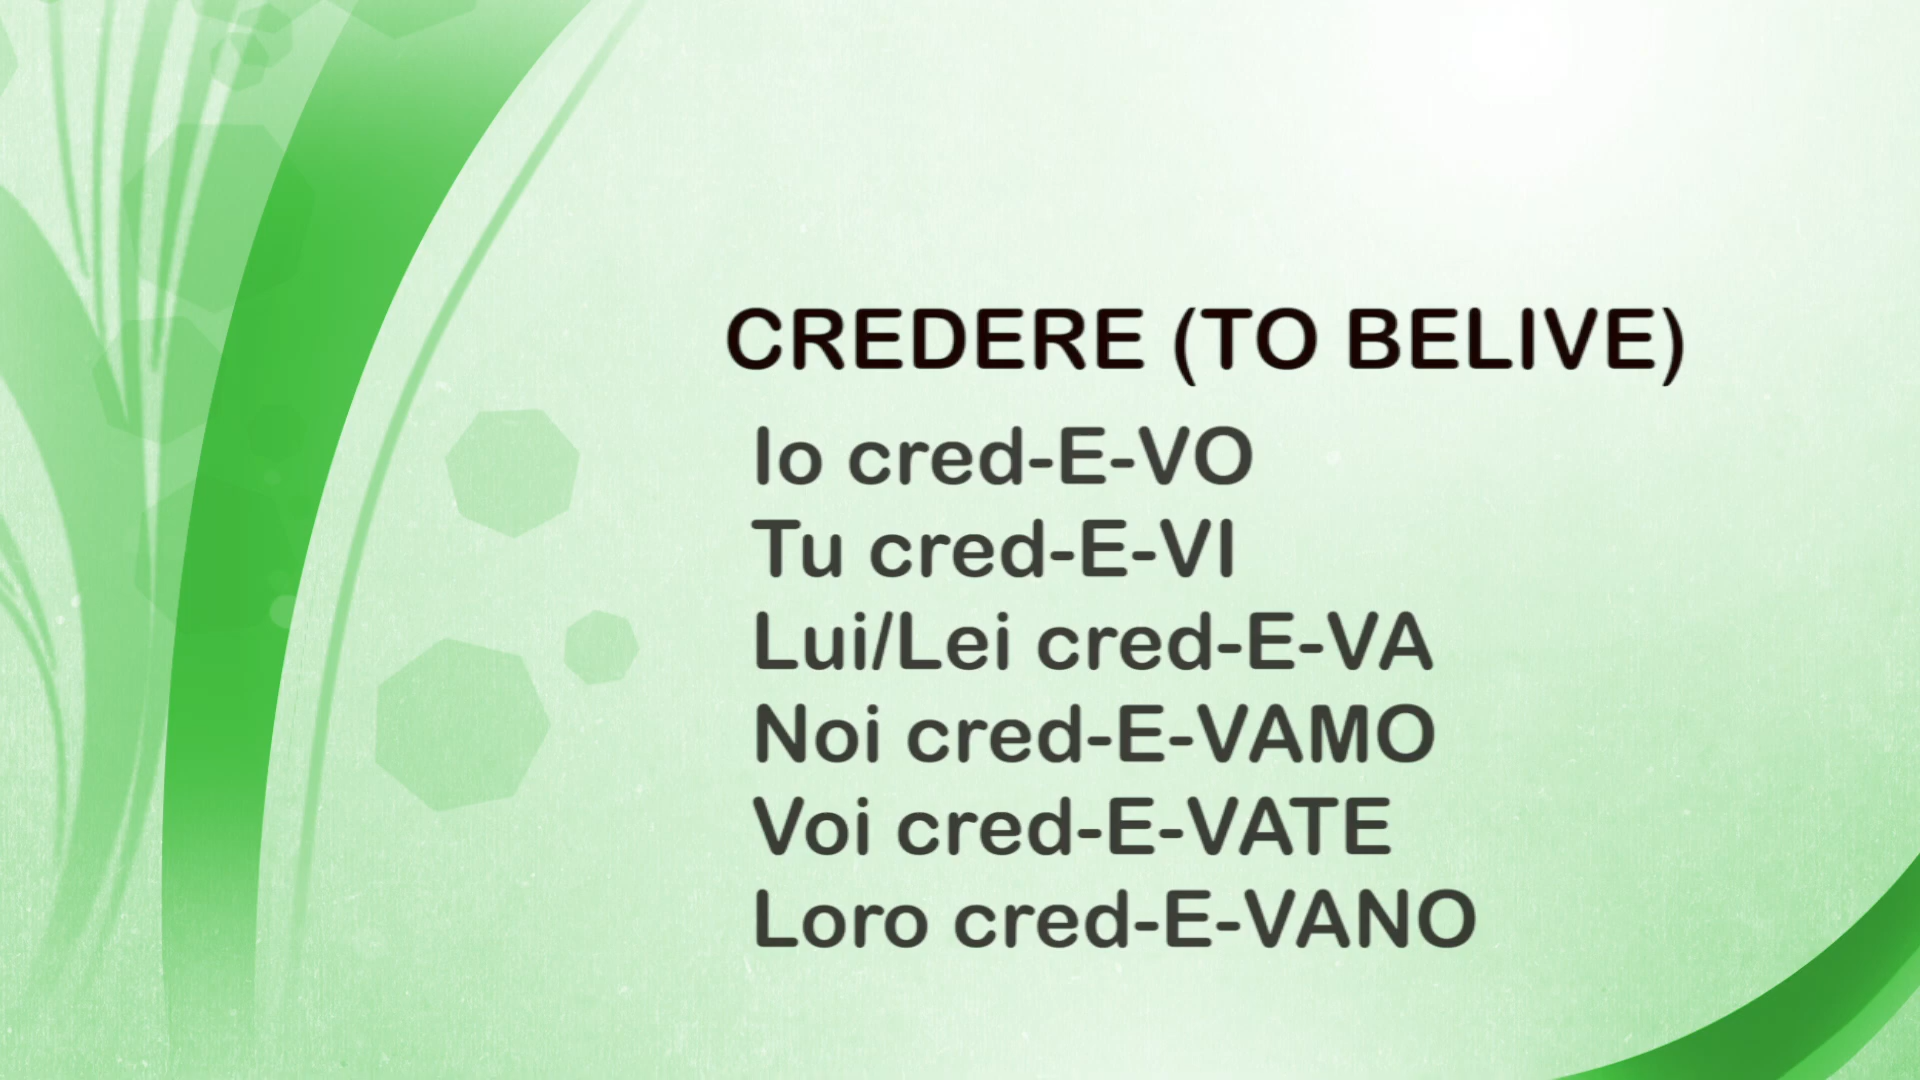 CREDERE (TO BELIVE)
Io cred-E-VO
Tu cred-E-VI
Lui/Lei cred-E-VA
Noi cred-E-VAMO
Voi cred-E-VATE
Loro cred-E-VANO